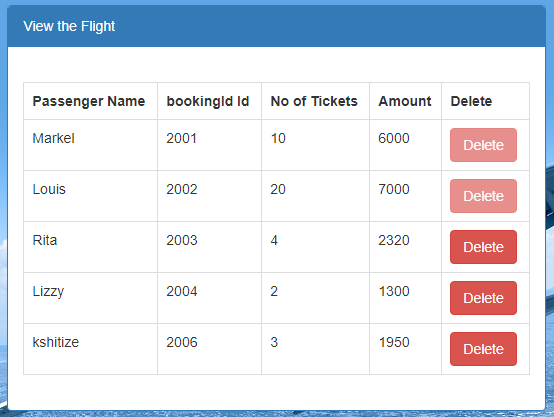 View the Flight
Passenger Name bookingId Id No of Tickets Amount Delete
Markel 2001 10 6000 Delete
Louis 2002 20 7000 Delete
Rita 2003 4 2320 Delete
Lizzy 2004 2 1300 Delete
kshitize 2006 3 1950 Delete